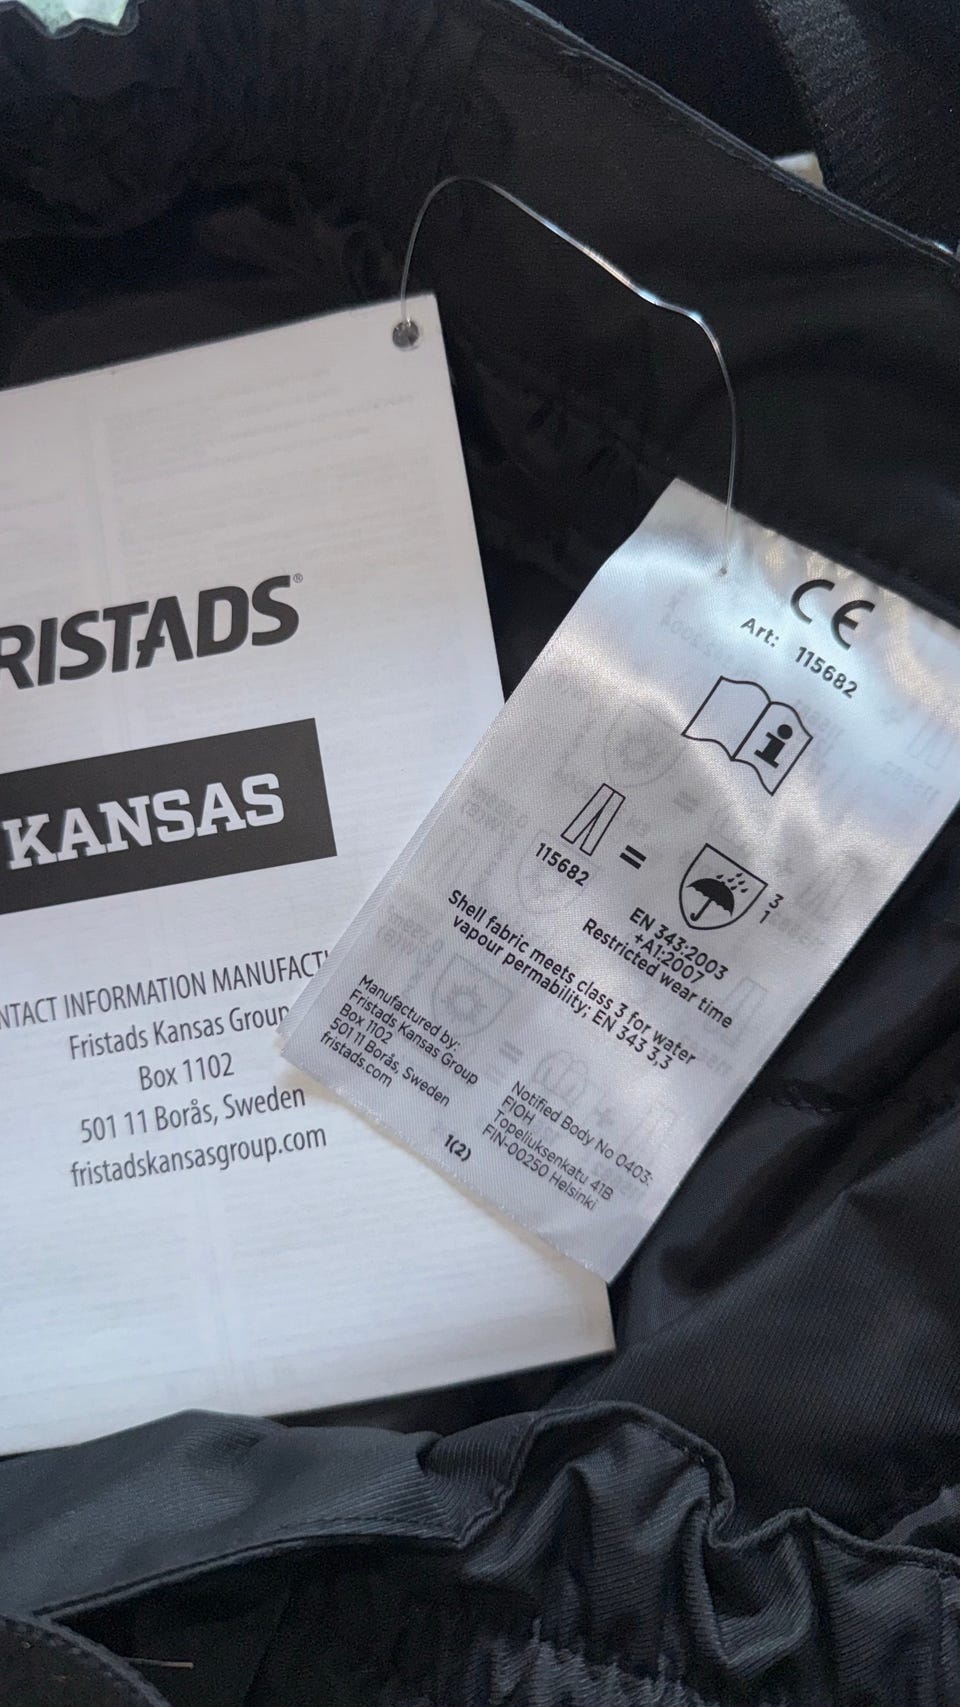 RISTADS®
KANSAS
NTACT INFORMATION MANUFACT
Fristads Kansas Group
Box 1102
501 11 Borås, Sweden
fristadskansasgroup.com
CE
Art: 115682
i
115682
=
3
1
EN 343:2003
+A1:2007
Restricted wear time
Shell fabric meets class 3 for water
vapour permability; EN 343 3,3
Manufactured by:
Fristads Kansas Group
Box 1102
501 11 Borås, Sweden
fristads.com
Notified Body No 0403:
FIOH
Topeliuksenkatu 41B
FIN-00250 Helsinki
1(2)